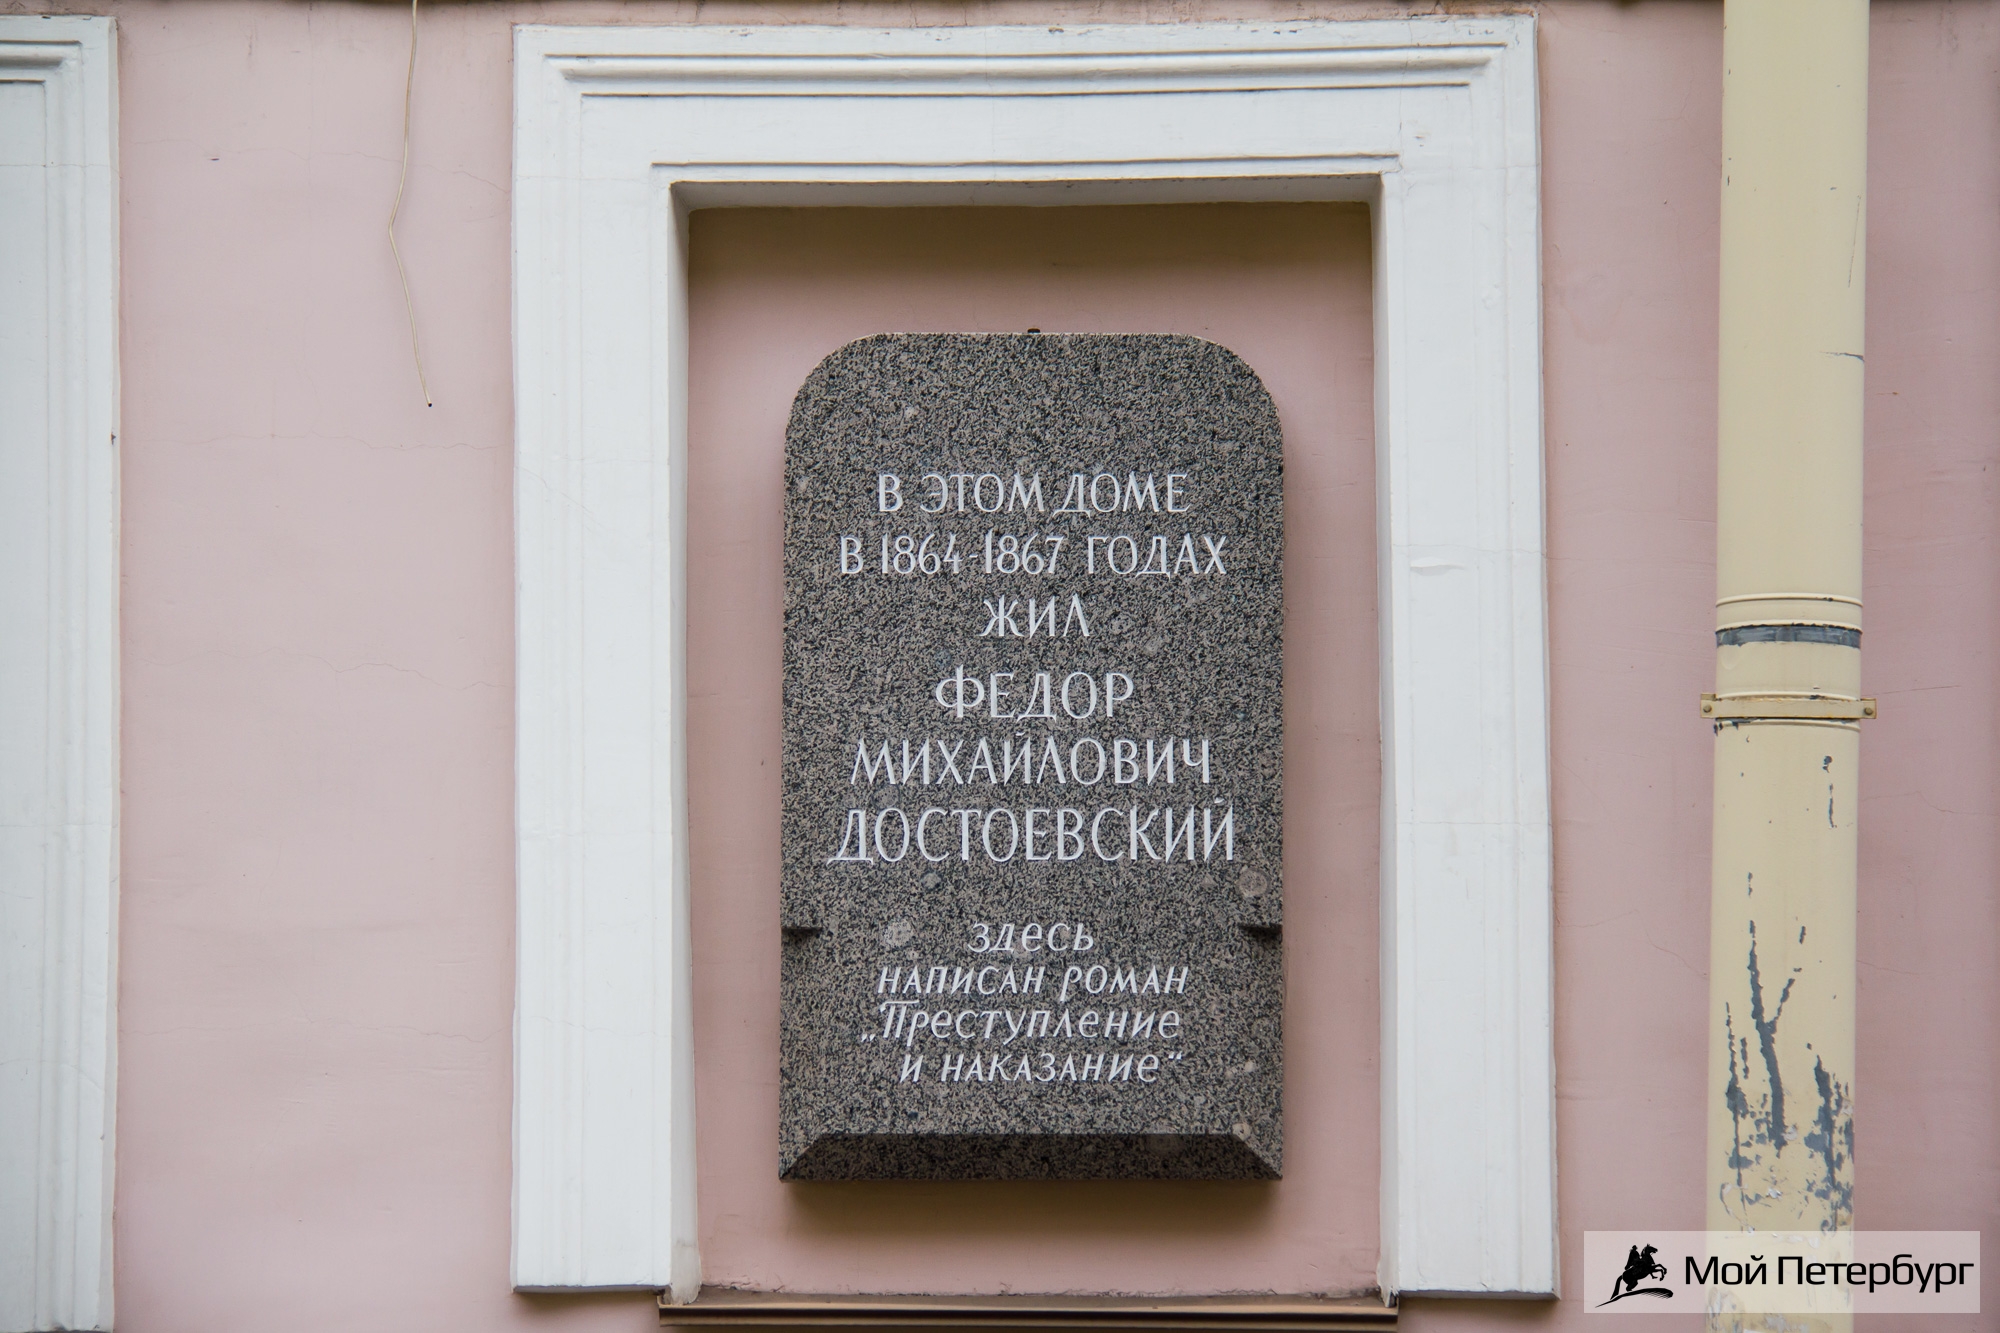 В ЭТОМ ДОМЕ
В 1864-1867 ГОДАХ
ЖИЛ
ФЕДОР
МИХАЙЛОВИЧ
ДОСТОЕВСКИЙ
ЗДЕСЬ
НАПИСАН РОМАН
„Преступление
и наказание“
Мой Петербург